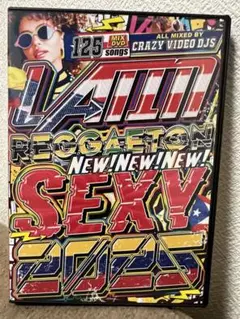 125 MIX DVD songs
ALL MIXED BY
CRAZY VIDEO DJS
LATIN
REGGAETON
NEW! NEW! NEW!
SEXY
2025